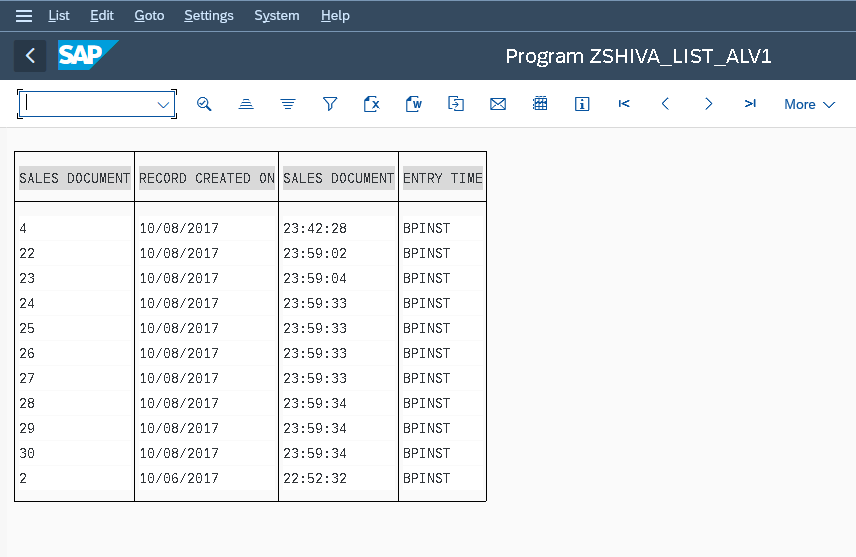 List Edit Goto Settings System Help
SAP Program ZSHIVA_LIST_ALV1
More
SALES DOCUMENT RECORD CREATED ON SALES DOCUMENT ENTRY TIME
4 10/08/2017 23:42:28 BPINST
22 10/08/2017 23:59:02 BPINST
23 10/08/2017 23:59:04 BPINST
24 10/08/2017 23:59:33 BPINST
25 10/08/2017 23:59:33 BPINST
26 10/08/2017 23:59:33 BPINST
27 10/08/2017 23:59:33 BPINST
28 10/08/2017 23:59:34 BPINST
29 10/08/2017 23:59:34 BPINST
30 10/08/2017 23:59:34 BPINST
2 10/06/2017 22:52:32 BPINST